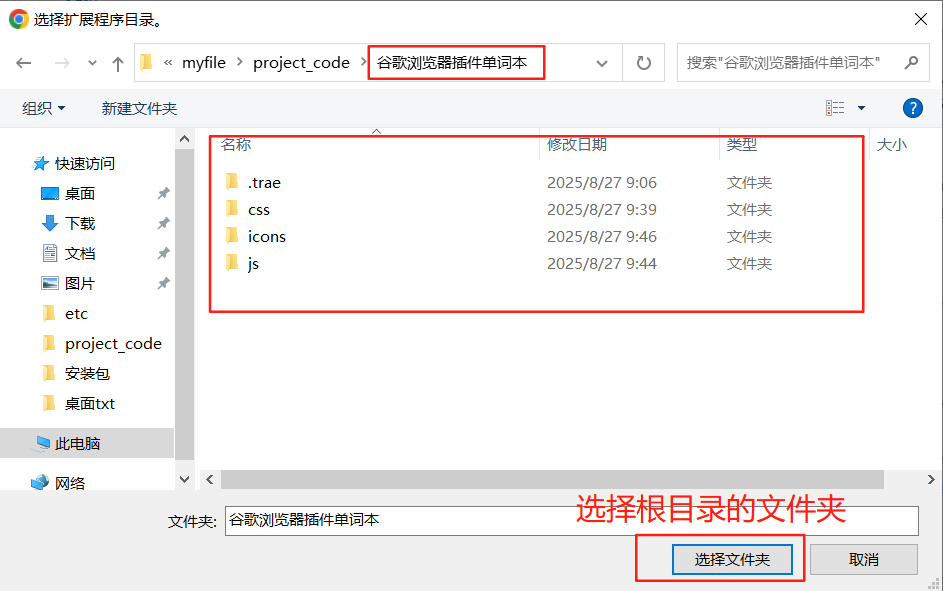 选择扩展程序目录。
« myfile › project_code › 谷歌浏览器插件单词本
搜索"谷歌浏览器插件单词本"
组织
新建文件夹
快速访问
桌面
下载
文档
图片
etc
project_code
安装包
桌面txt
此电脑
网络
名称 修改日期 类型 大小
.trae 2025/8/27 9:06 文件夹
css 2025/8/27 9:39 文件夹
icons 2025/8/27 9:46 文件夹
js 2025/8/27 9:44 文件夹
选择根目录的文件夹
文件夹: 谷歌浏览器插件单词本
选择文件夹 取消